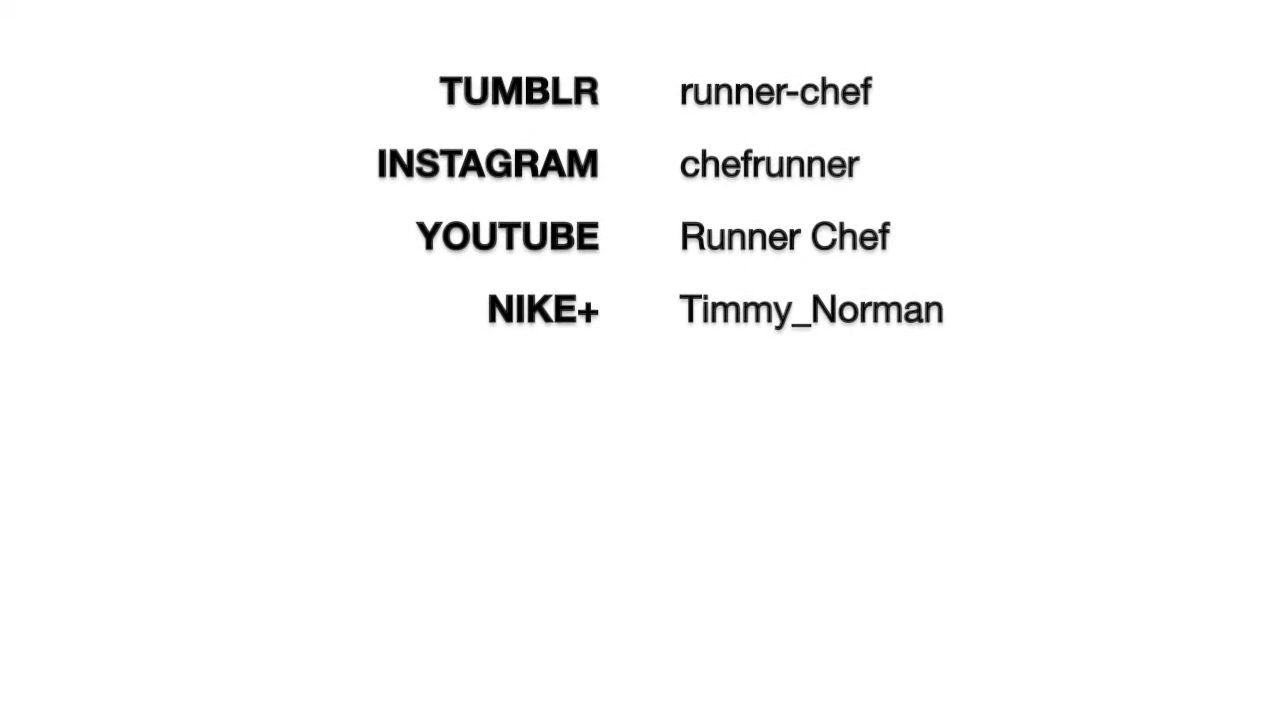 TUMBLR runner-chef
INSTAGRAM chefrunner
YOUTUBE Runner Chef
NIKE+ Timmy_Norman